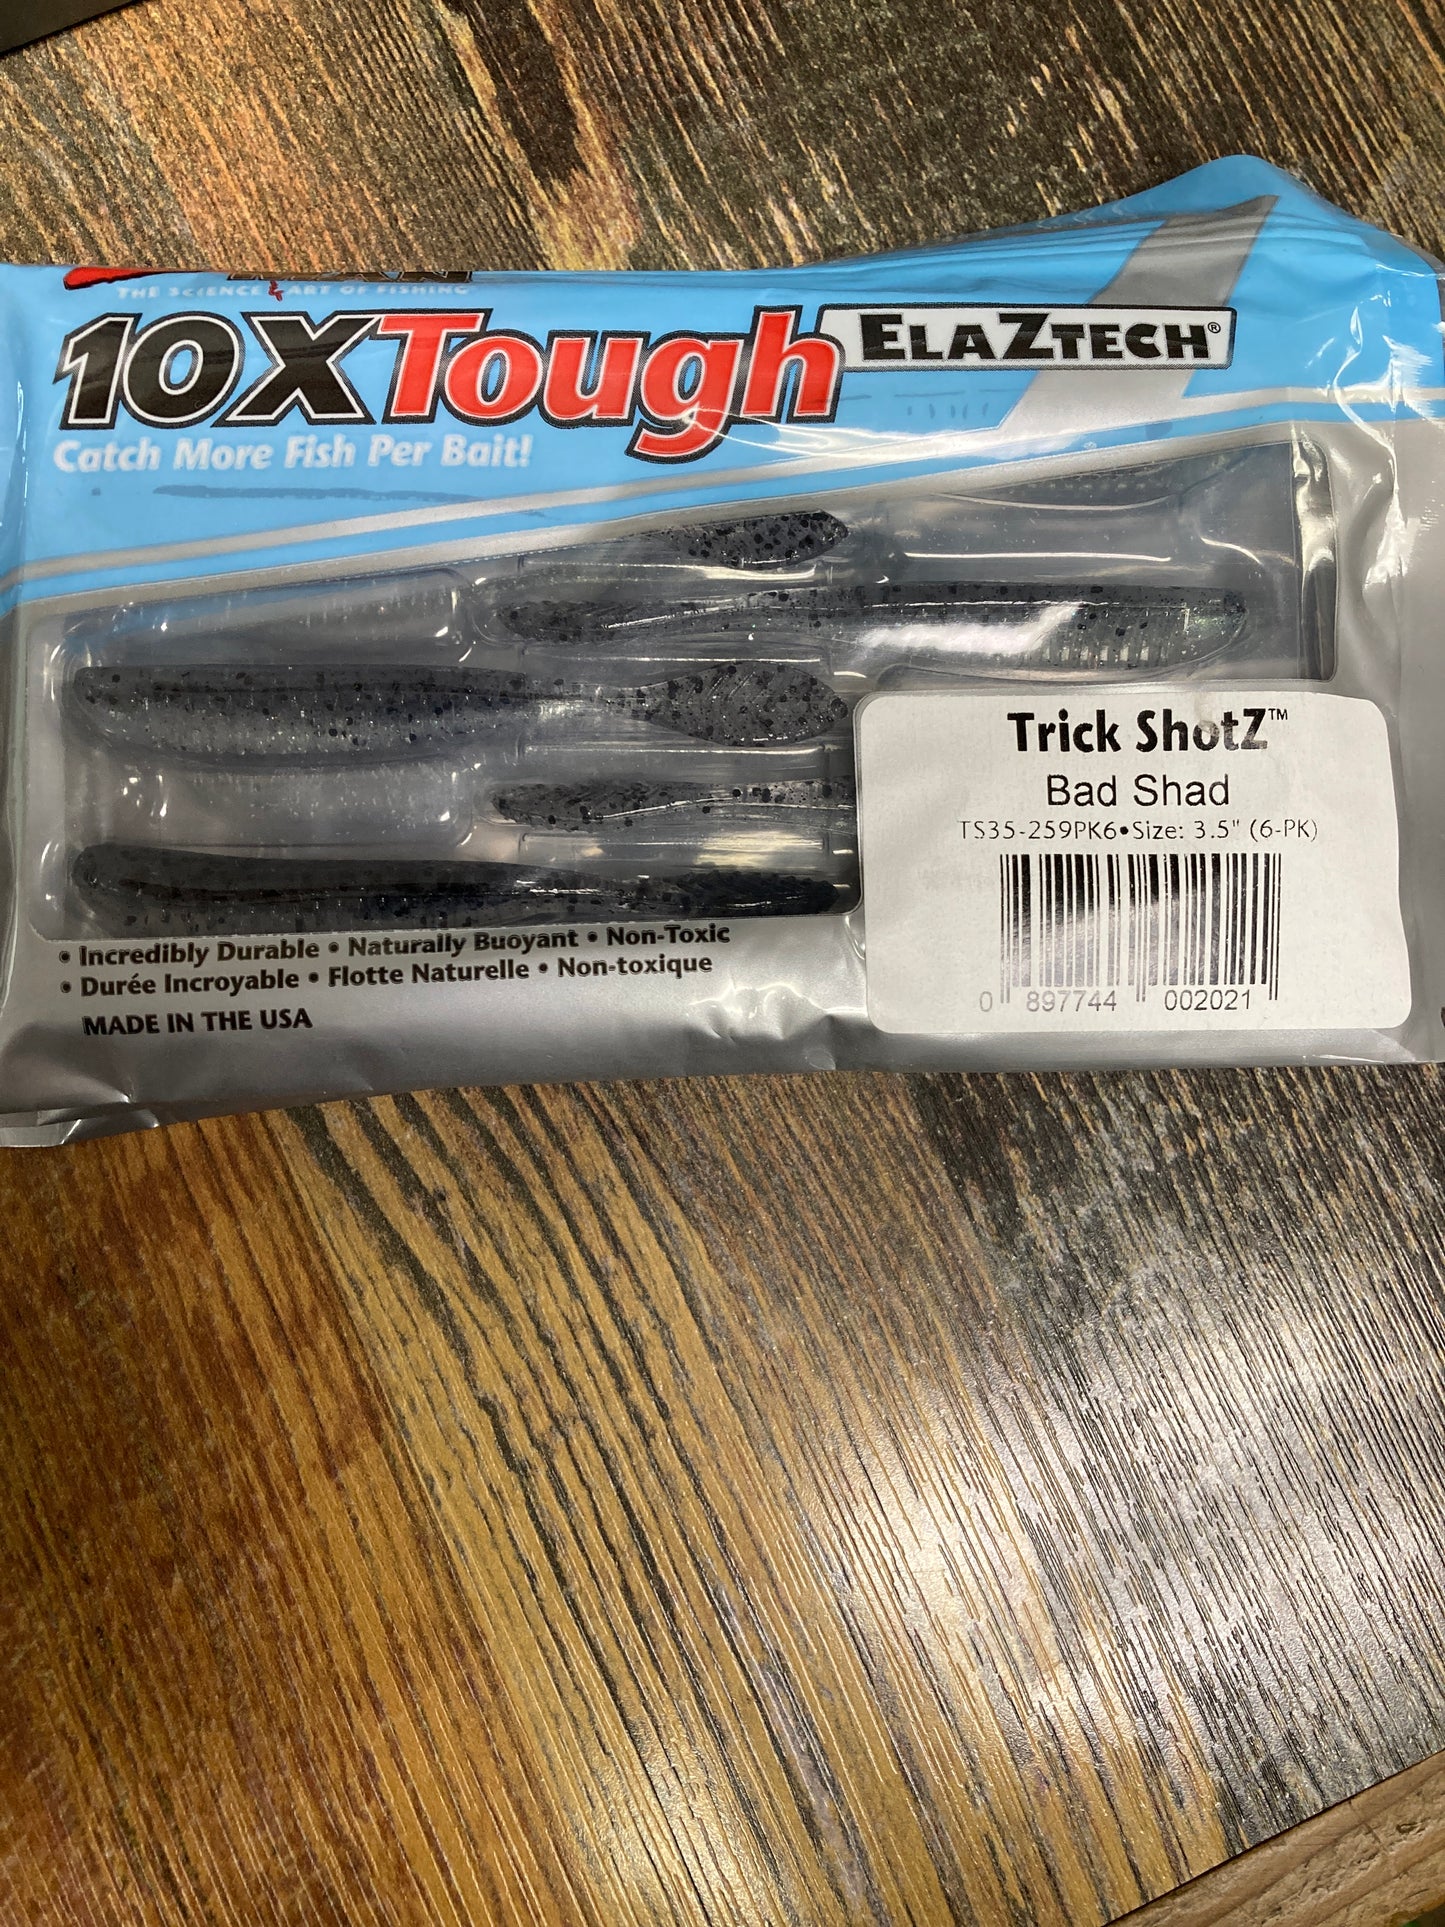 THE SCIENCE & ART OF FISHING
10X Tough ELAZTECH®
Catch More Fish Per Bait!
Trick ShotZ™
Bad Shad
TS35-259PK6•Size: 3.5" (6-PK)
0 897744 002021
• Incredibly Durable • Naturally Buoyant • Non-Toxic
• Durée Incroyable • Flotte Naturelle • Non-toxique
MADE IN THE USA